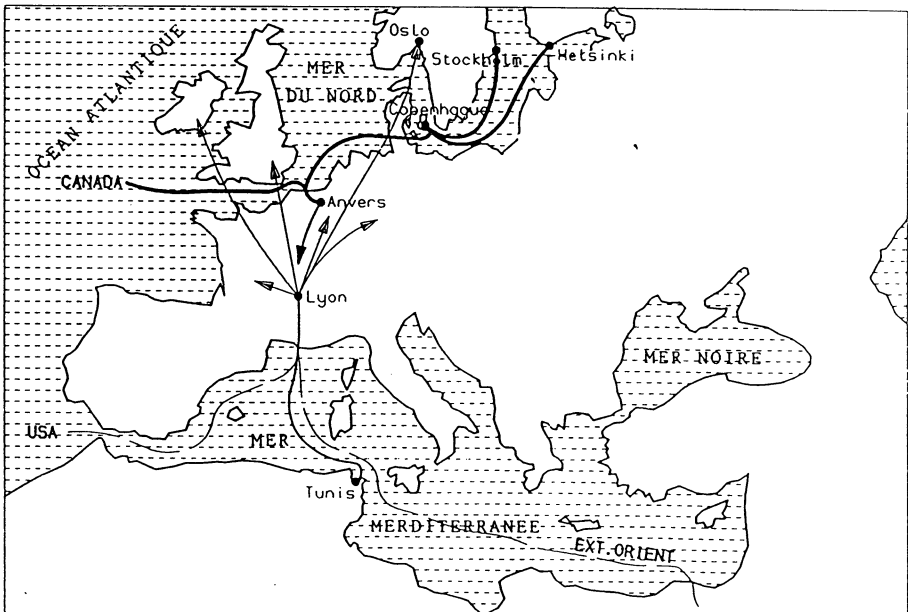 Oslo
Stockholm
Hetsinki
MER
DU NORD
OCEAN ATLANTIQUE
Copenhague
CANADA
Anvers
Lyon
MER NOIRE
USA
MER
Tunis
MERDITERRANEE
EXT.ORIENT